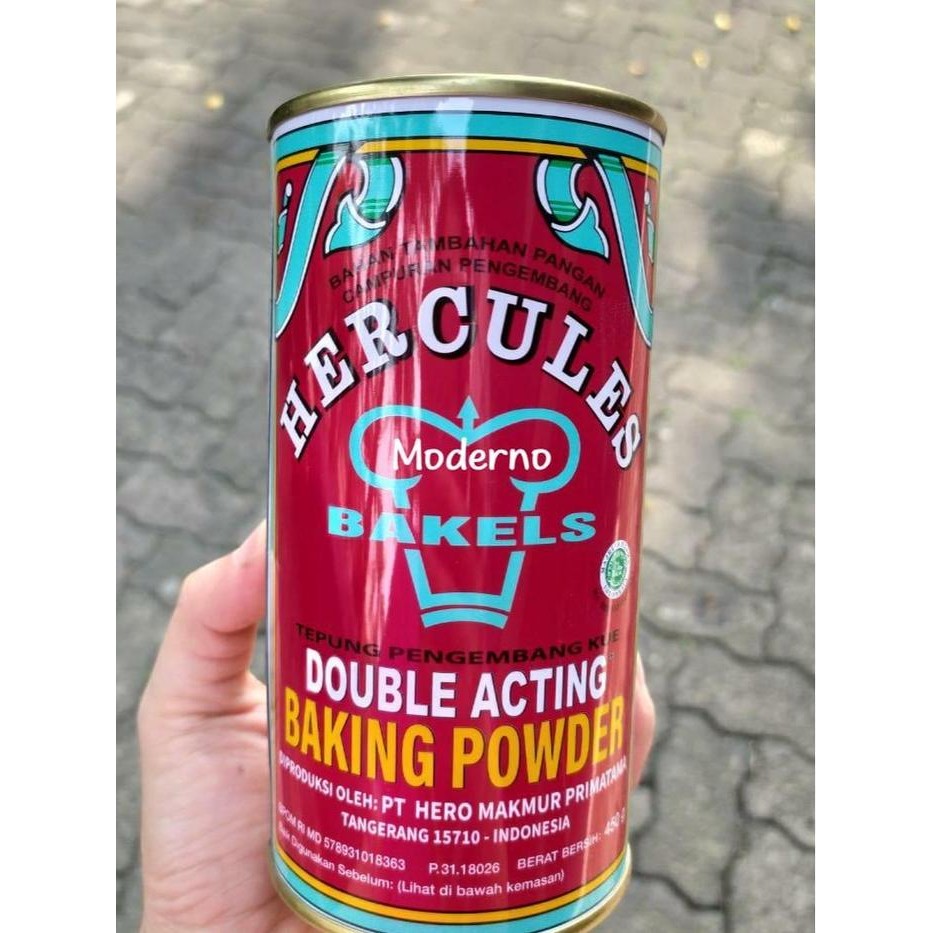 BAHAN TAMBAHAN PANGAN
CAMPURAN PENGEMBANG
HERCULES
Moderno
BAKELS
TEPUNG PENGEMBANG KUE
DOUBLE ACTING
BAKING POWDER
DIPRODUKSI OLEH: PT HERO MAKMUR PRIMATAMA
TANGERANG 15710 - INDONESIA
BPOM RI MD 578931018363 P.31.18026 BERAT BERSIH: 450 g
Baik Digunakan Sebelum: (Lihat di bawah kemasan)